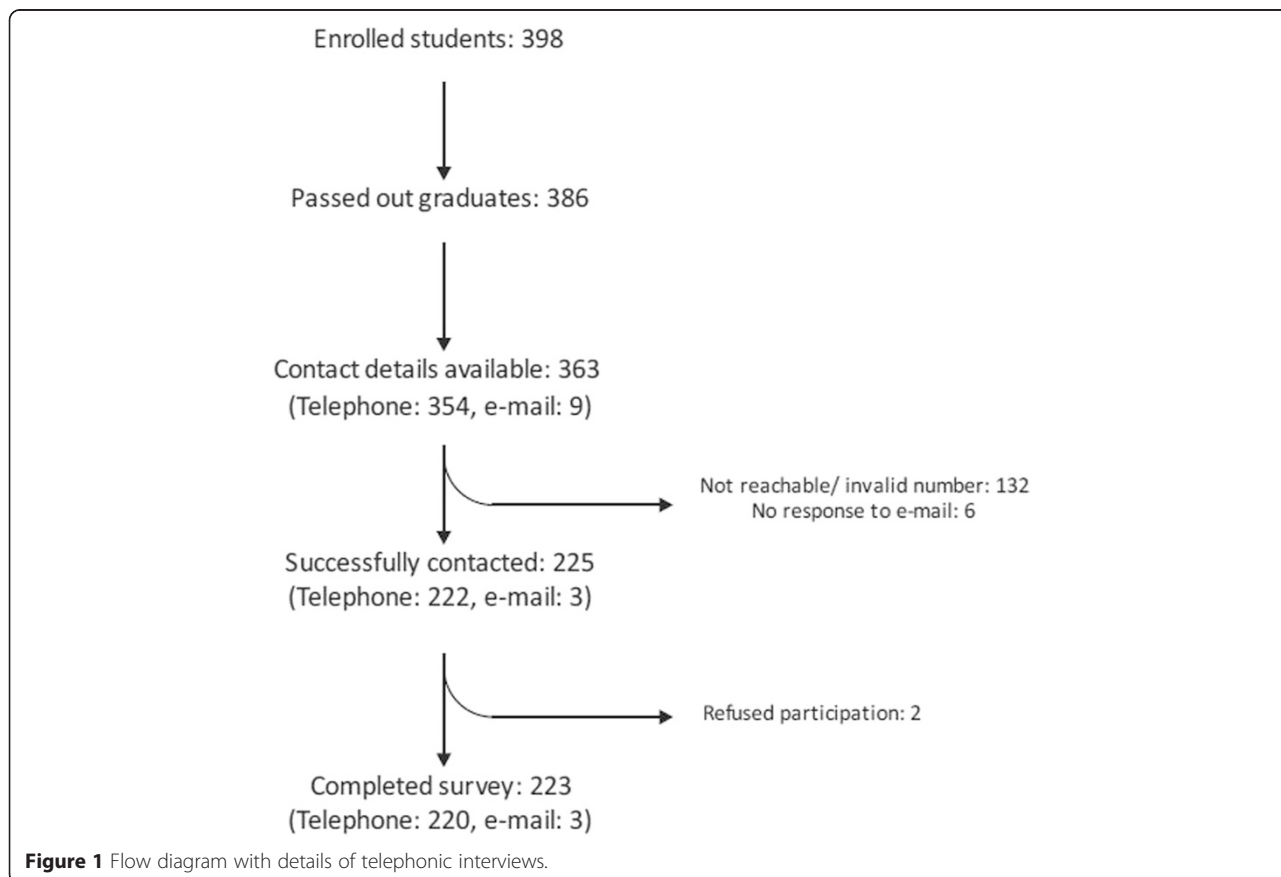 Enrolled students: 398
Passed out graduates: 386
Contact details available: 363
(Telephone: 354, e-mail: 9)
Not reachable/ invalid number: 132
No response to e-mail: 6
Successfully contacted: 225
(Telephone: 222, e-mail: 3)
Refused participation: 2
Completed survey: 223
(Telephone: 220, e-mail: 3)
Figure 1 Flow diagram with details of telephonic interviews.